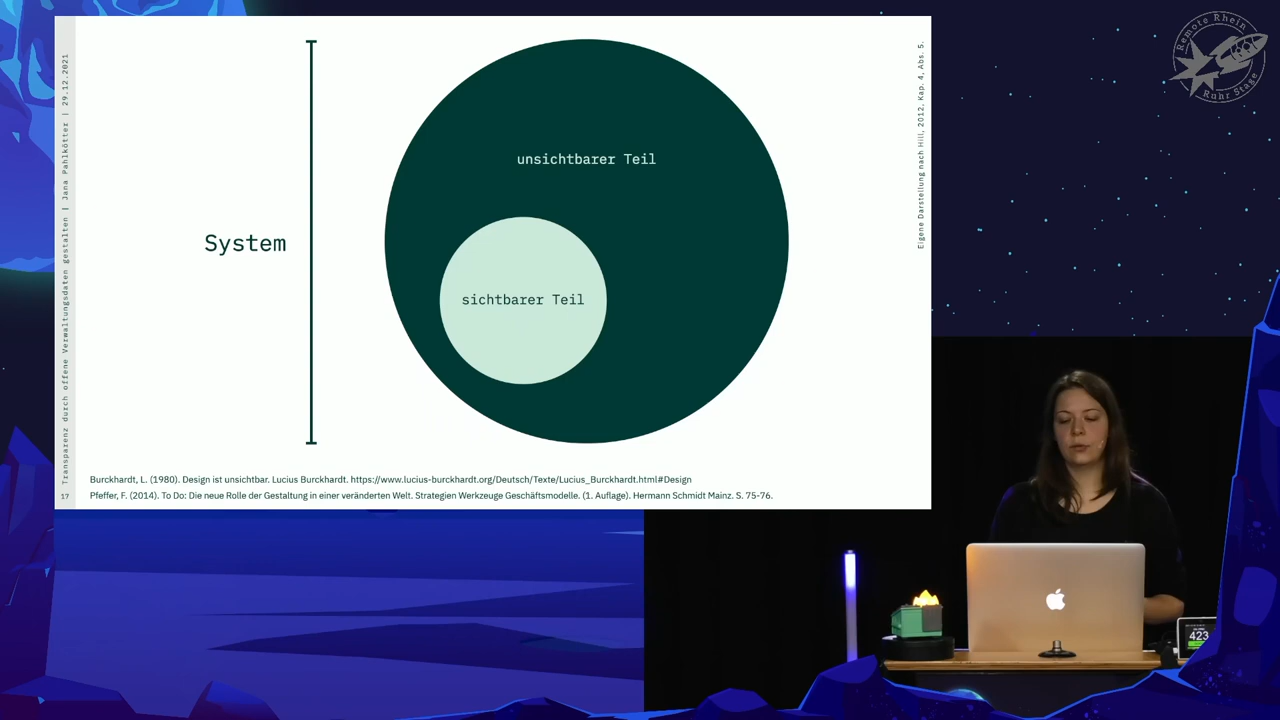 Transparenz durch offene Verwaltungsdaten gestalten | Jana Pahlkötter | 29.12.2021
17
System
unsichtbarer Teil
sichtbarer Teil
Eigene Darstellung nach Hill, 2012, Kap. 4, Abs. 5.
Burckhardt, L. (1980). Design ist unsichtbar. Lucius Burckhardt. https://www.lucius-burckhardt.org/Deutsch/Texte/Lucius_Burckhardt.html#Design
Pfeffer, F. (2014). To Do: Die neue Rolle der Gestaltung in einer veränderten Welt. Strategien Werkzeuge Geschäftsmodelle. (1. Auflage). Hermann Schmidt Mainz. S. 75-76.
Remote Rhein
Ruhr Stage
423